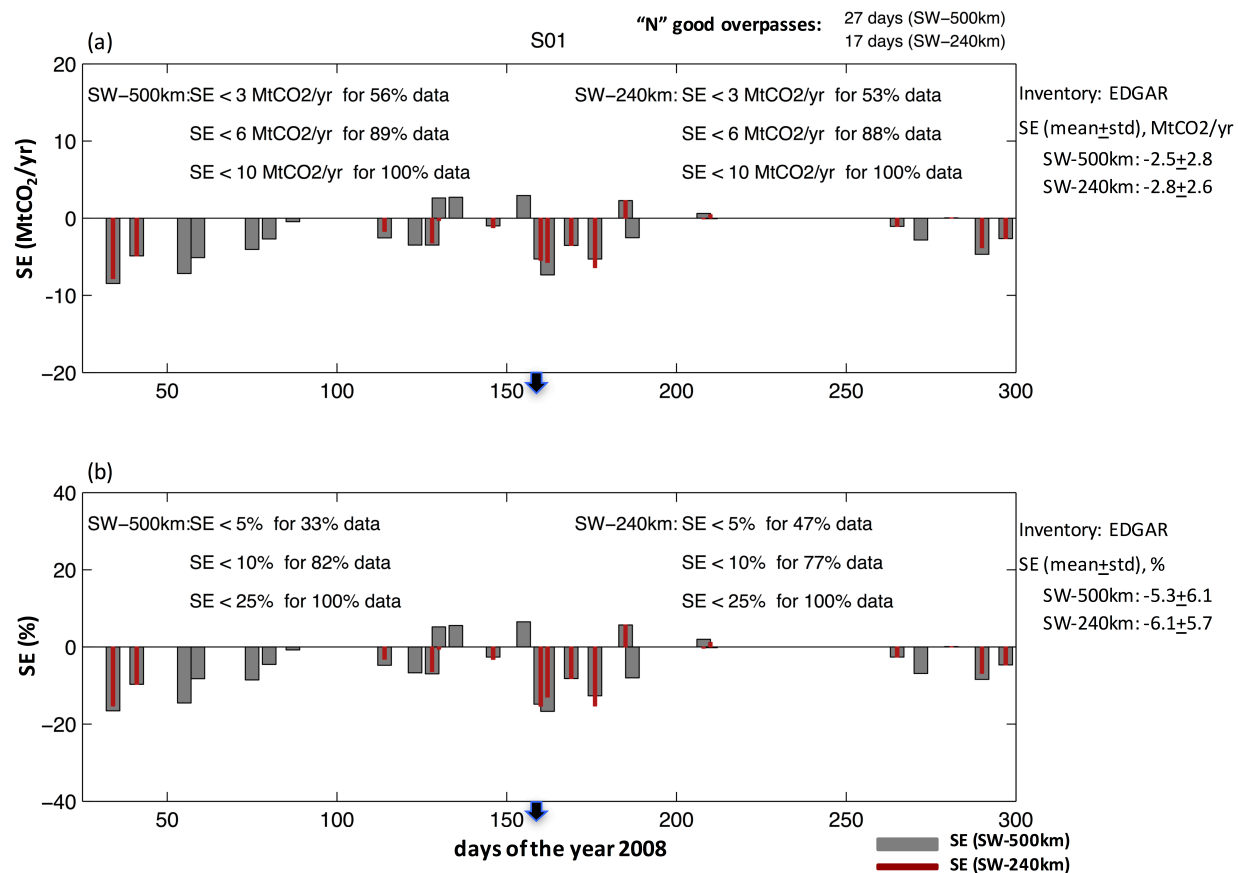 “N” good overpasses:
27 days (SW−500km)
17 days (SW−240km)
(a)
S01
SW−500km:SE < 3 MtCO2/yr for 56% data
SE < 6 MtCO2/yr for 89% data
SE < 10 MtCO2/yr for 100% data
SW−240km: SE < 3 MtCO2/yr for 53% data
SE < 6 MtCO2/yr for 88% data
SE < 10 MtCO2/yr for 100% data
Inventory: EDGAR
SE (mean±std), MtCO2/yr
SW-500km: -2.5±2.8
SW-240km: -2.8±2.6
SE (MtCO₂/yr)
20
10
0
-10
−20
50 100 150 200 250 300
(b)
SW−500km:SE < 5% for 33% data
SE < 10% for 82% data
SE < 25% for 100% data
SW−240km: SE < 5% for 47% data
SE < 10% for 77% data
SE < 25% for 100% data
Inventory: EDGAR
SE (mean±std), %
SW-500km: -5.3±6.1
SW-240km: -6.1±5.7
SE (%)
40
20
0
−20
−40
50 100 150 200 250 300
days of the year 2008
SE (SW-500km)
SE (SW-240km)